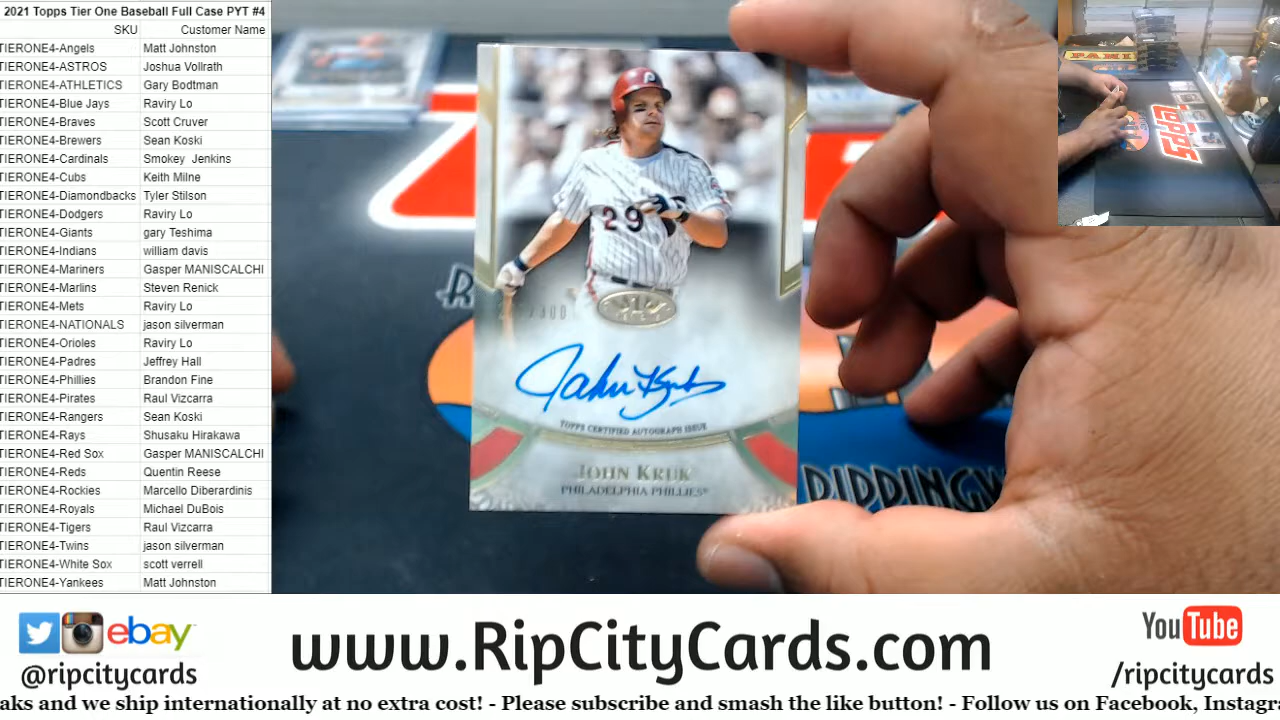 2021 Topps Tier One Baseball Full Case PYT #4
SKU Customer Name
TIERONE4-Angels Matt Johnston
TIERONE4-ASTROS Joshua Vollrath
TIERONE4-ATHLETICS Gary Bodtman
TIERONE4-Blue Jays Raviry Lo
TIERONE4-Braves Scott Cruver
TIERONE4-Brewers Sean Koski
TIERONE4-Cardinals Smokey Jenkins
TIERONE4-Cubs Keith Milne
TIERONE4-Diamondbacks Tyler Stilson
TIERONE4-Dodgers Raviry Lo
TIERONE4-Giants gary Teshima
TIERONE4-Indians william davis
TIERONE4-Mariners Gasper MANISCALCHI
TIERONE4-Marlins Steven Renick
TIERONE4-Mets Raviry Lo
TIERONE4-NATIONALS jason silverman
TIERONE4-Orioles Raviry Lo
TIERONE4-Padres Jeffrey Hall
TIERONE4-Phillies Brandon Fine
TIERONE4-Pirates Raul Vizcarra
TIERONE4-Rangers Sean Koski
TIERONE4-Rays Shusaku Hirakawa
TIERONE4-Red Sox Gasper MANISCALCHI
TIERONE4-Reds Quentin Reese
TIERONE4-Rockies Marcello Diberardinis
TIERONE4-Royals Michael DuBois
TIERONE4-Tigers Raul Vizcarra
TIERONE4-Twins jason silverman
TIERONE4-White Sox scott verrell
TIERONE4-Yankees Matt Johnston
P
29
John Kruk
TOPPS CERTIFIED AUTOGRAPH ISSUE
JOHN KRUK
PHILADELPHIA PHILLIES
PANINI
Topps
ebay
@ripcitycards
www.RipCityCards.com
YouTube
/ripcitycards
aks and we ship internationally at no extra cost! - Please subscribe and smash the like button! - Follow us on Facebook, Instagra